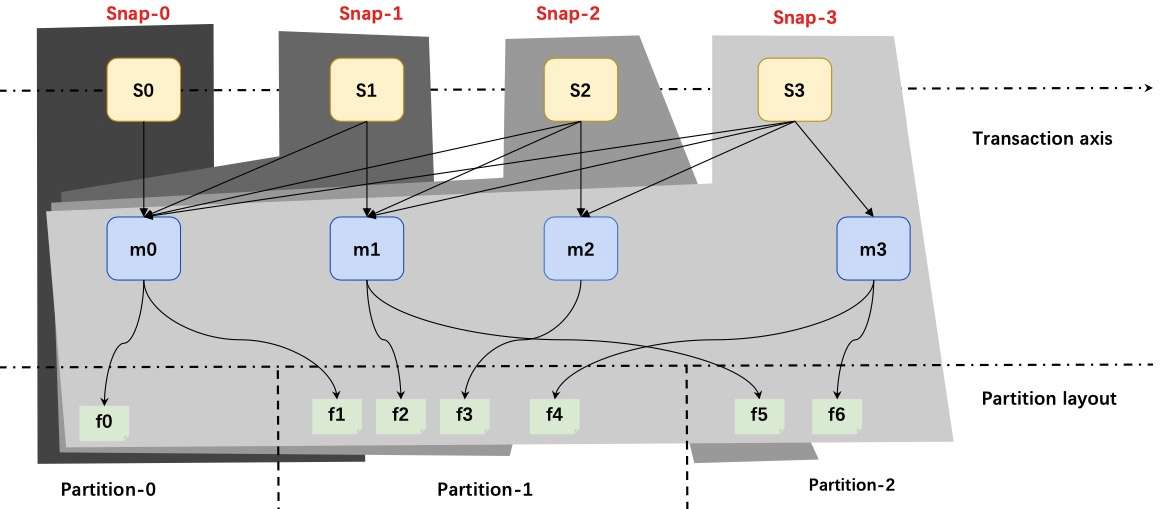 Snap-0
Snap-1
Snap-2
Snap-3
S0
S1
S2
S3
Transaction axis
m0
m1
m2
m3
Partition layout
f0
f1
f2
f3
f4
f5
f6
Partition-0
Partition-1
Partition-2